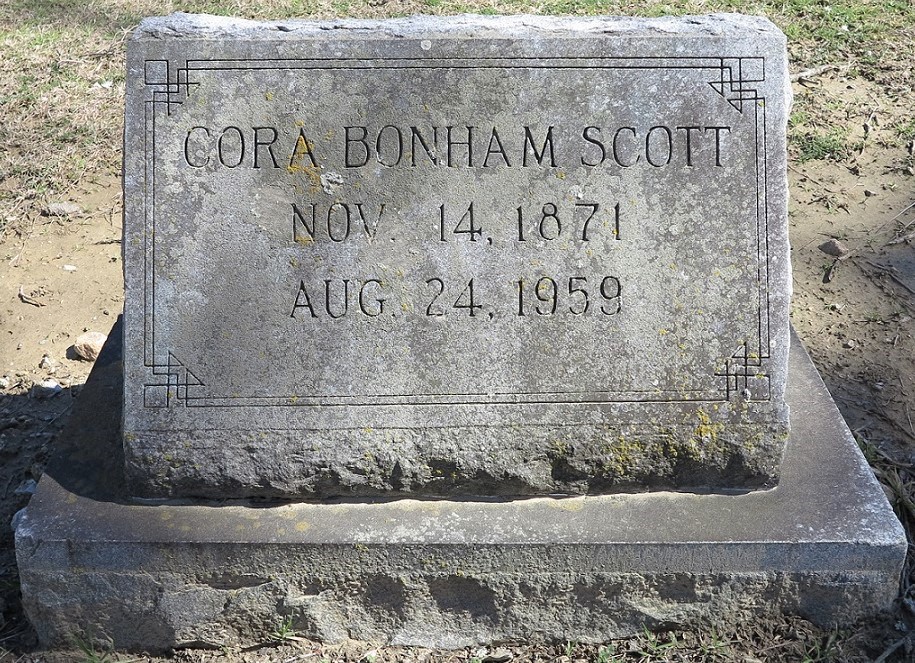 CORA BONHAM SCOTT
NOV. 14, 1871
AUG. 24, 1959